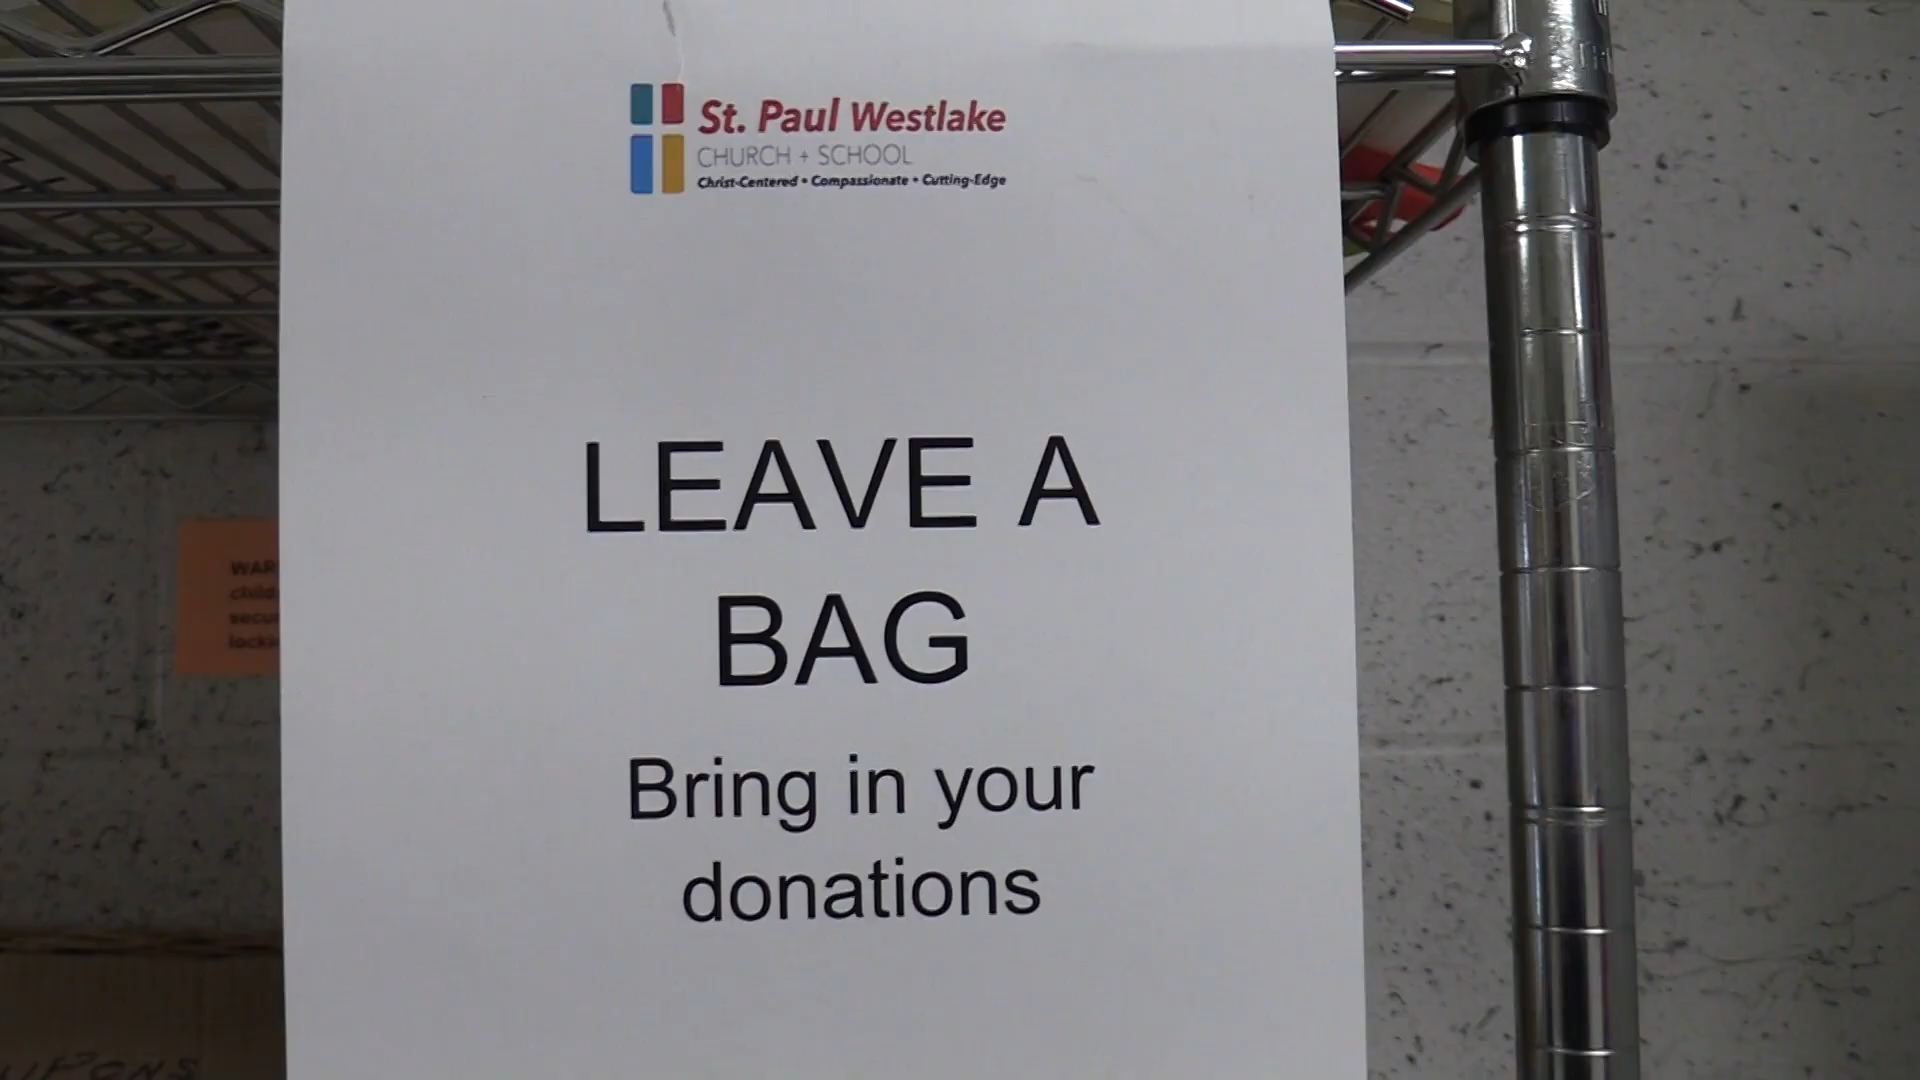 St. Paul Westlake
CHURCH + SCHOOL
Christ-Centered • Compassionate • Cutting-Edge
LEAVE A
BAG
Bring in your
donations